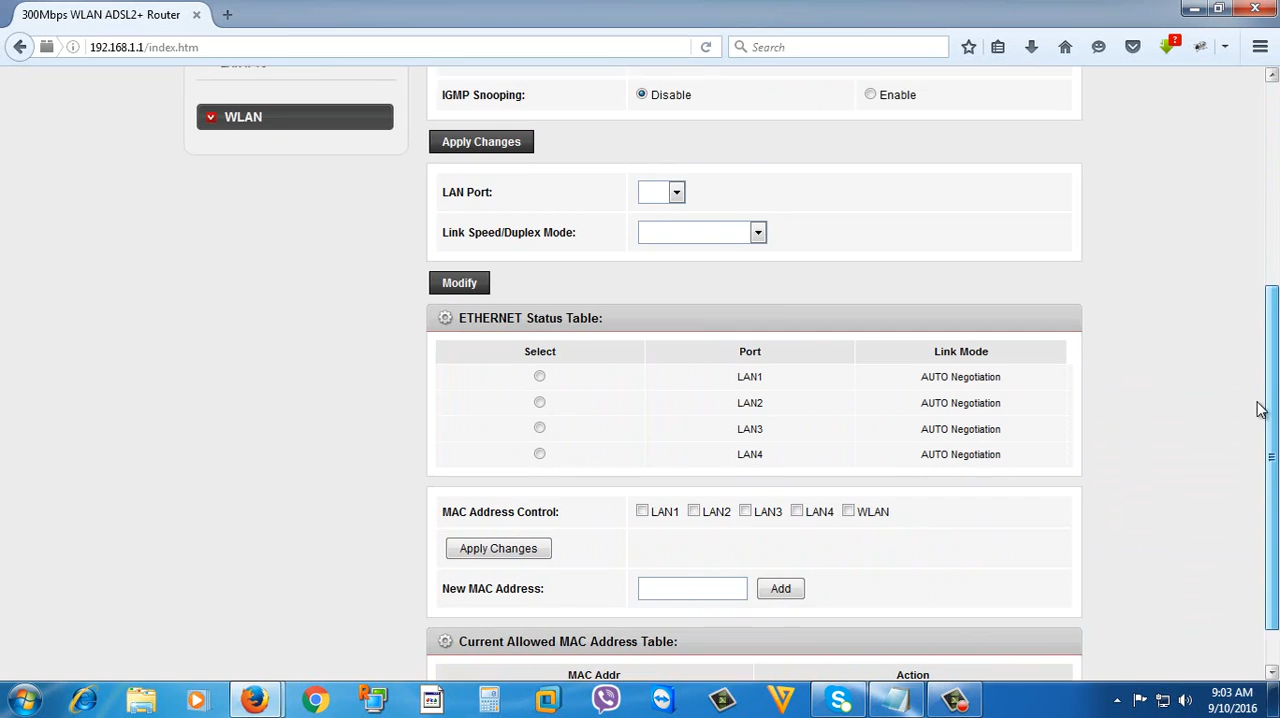 300Mbps WLAN ADSL2+ Router
192.168.1.1/index.htm
Search
?
WLAN
IGMP Snooping: Disable Enable
Apply Changes
LAN Port:
Link Speed/Duplex Mode:
Modify
ETHERNET Status Table:
Select Port Link Mode
LAN1 AUTO Negotiation
LAN2 AUTO Negotiation
LAN3 AUTO Negotiation
LAN4 AUTO Negotiation
MAC Address Control: LAN1 LAN2 LAN3 LAN4 WLAN
Apply Changes
New MAC Address: Add
Current Allowed MAC Address Table:
MAC Addr Action
9:03 AM
9/10/2016